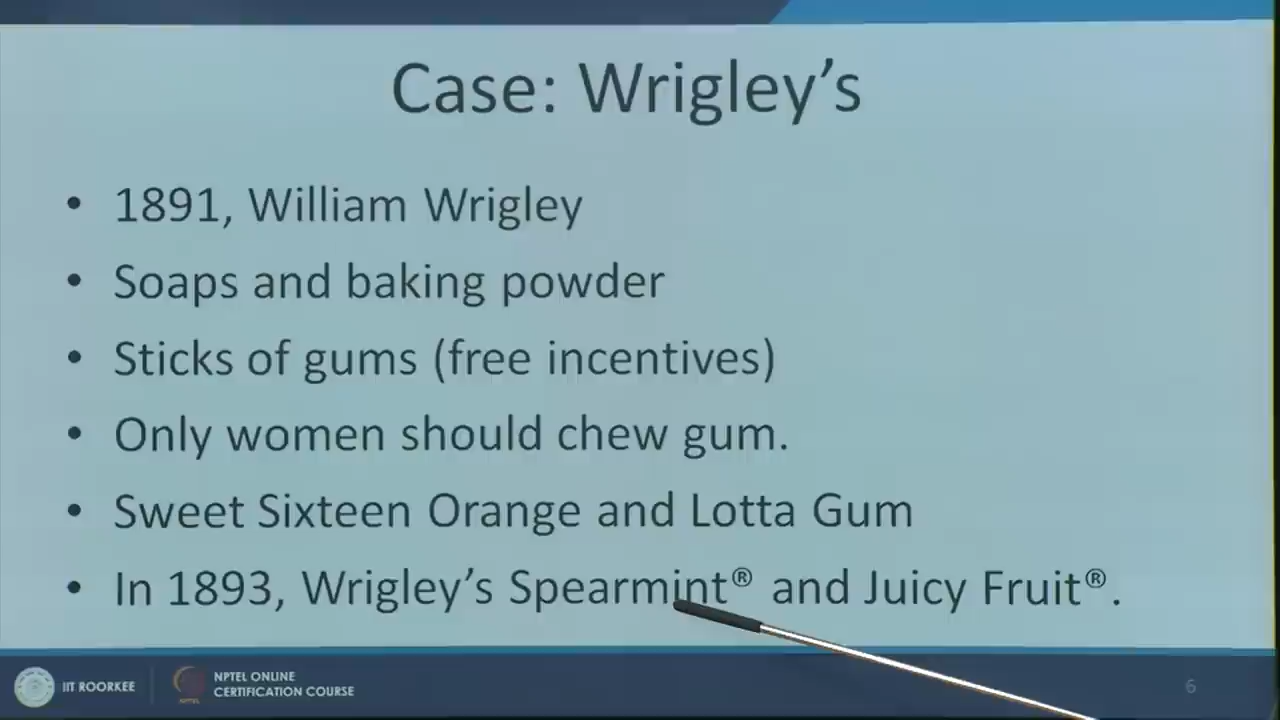 Case: Wrigley’s
• 1891, William Wrigley
• Soaps and baking powder
• Sticks of gums (free incentives)
• Only women should chew gum.
• Sweet Sixteen Orange and Lotta Gum
• In 1893, Wrigley’s Spearmint® and Juicy Fruit®.
IIT ROORKEE
NPTEL ONLINE
CERTIFICATION COURSE
NPTEL
6